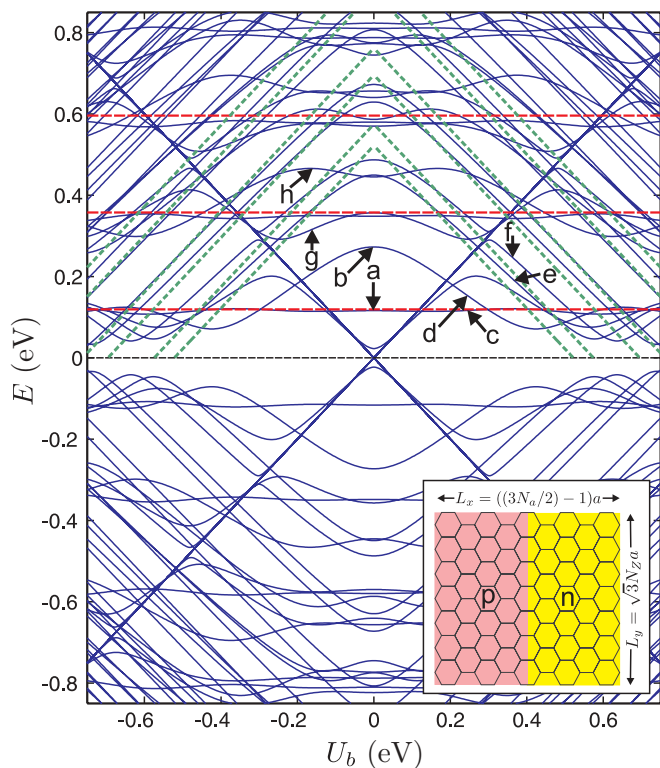 0.8
0.6
0.4
0.2
0
-0.2
-0.4
-0.6
-0.8
E (eV)
-0.6 -0.4 -0.2 0 0.2 0.4 0.6
U_b (eV)
h
f
g
b a
e
d c
L_x = ((3N_a/2) − 1)a
p n
L_y = √3N_Z a